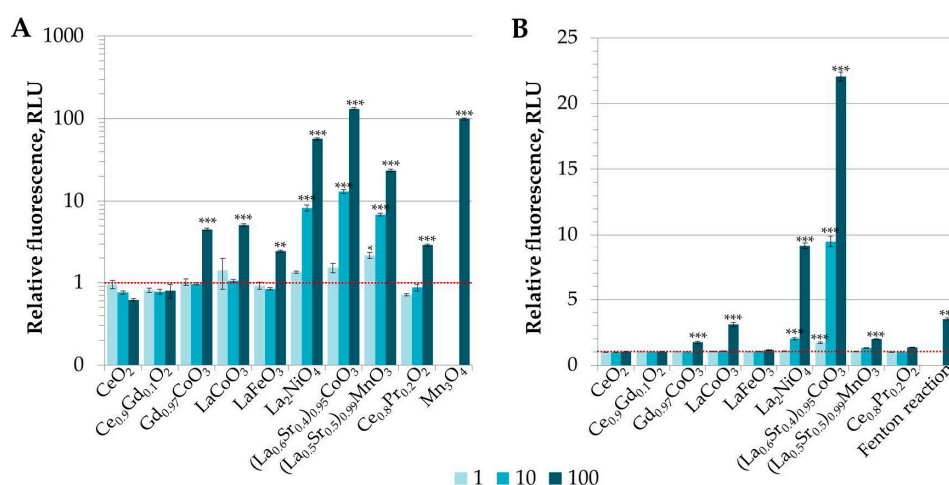 A
Relative fluorescence, RLU
1000
100
10
1
0
***
***
**
***
***
***
***
*
***
***
***
***
CeO₂
Ce₀.₉Gd₀.₁O₂
Gd₀.₉₇CoO₃
LaCoO₃
LaFeO₃
La₂NiO₄
(La₀.₆Sr₀.₄)₀.₉₅CoO₃
(La₀.₅Sr₀.₅)₀.₉₉MnO₃
Ce₀.₈Pr₀.₂O₂
Mn₃O₄
B
Relative fluorescence, RLU
25
20
15
10
5
0
***
***
***
***
***
***
***
***
**
CeO₂
Ce₀.₉Gd₀.₁O₂
Gd₀.₉₇CoO₃
LaCoO₃
LaFeO₃
La₂NiO₄
(La₀.₆Sr₀.₄)₀.₉₅CoO₃
(La₀.₅Sr₀.₅)₀.₉₉MnO₃
Ce₀.₈Pr₀.₂O₂
Fenton reaction
1 10 100